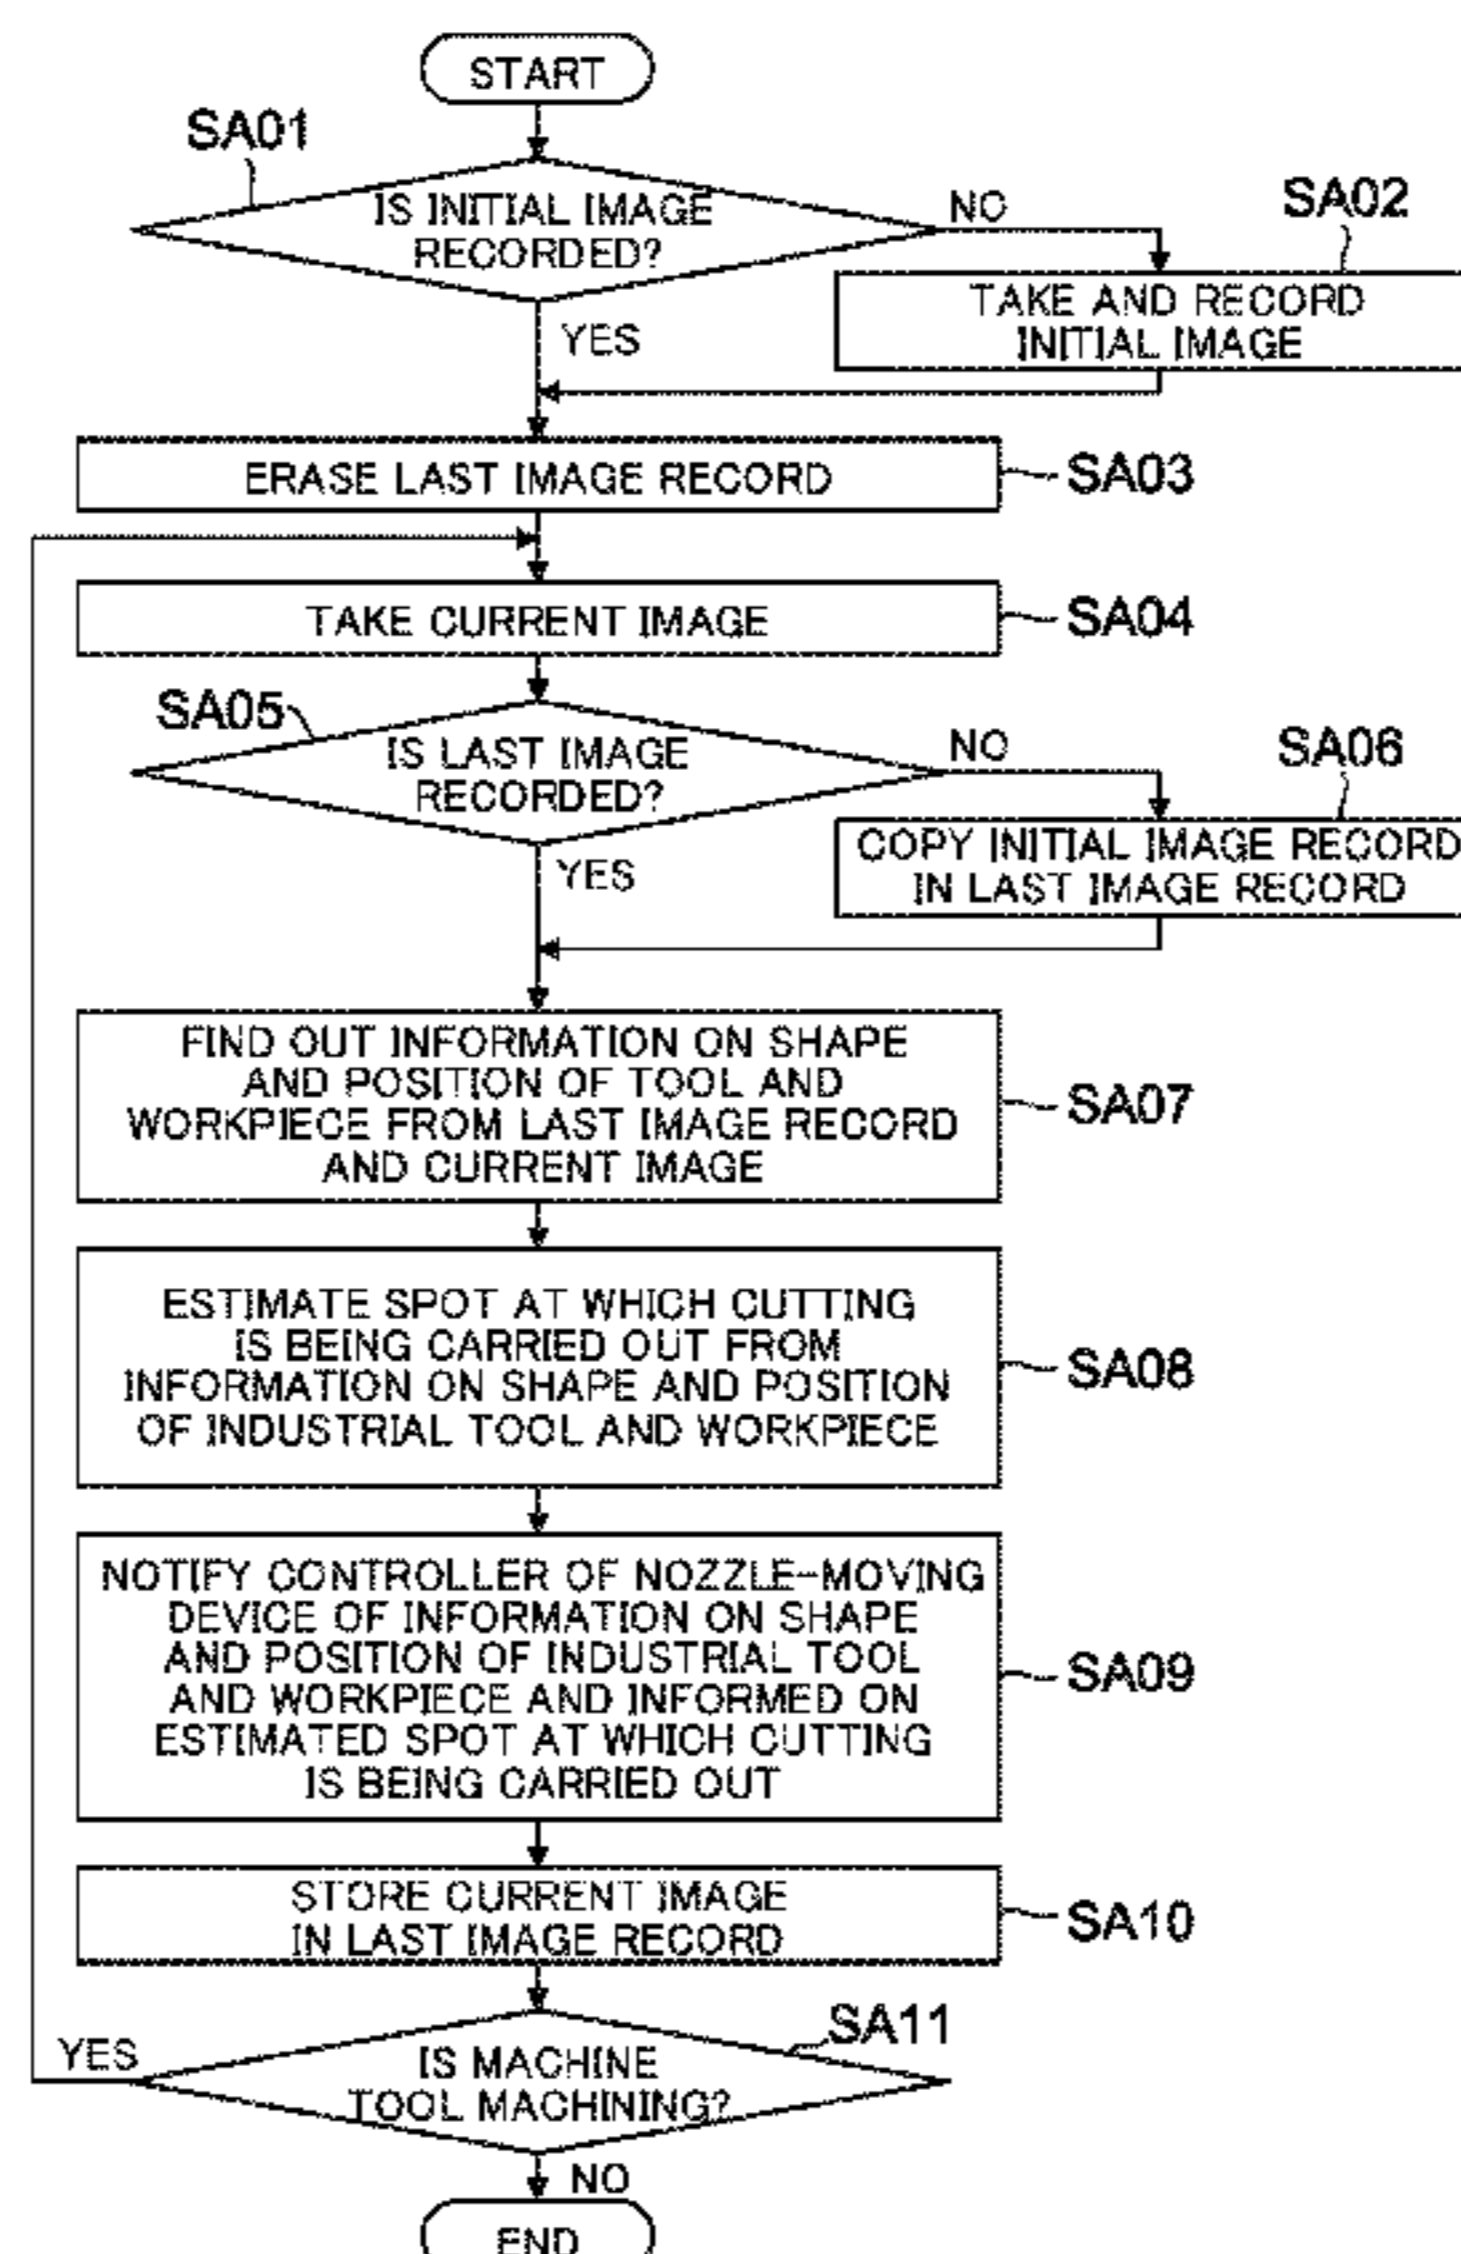 START
SA01
IS INITIAL IMAGE
RECORDED?
NO
SA02
TAKE AND RECORD
INITIAL IMAGE
YES
ERASE LAST IMAGE RECORD
SA03
TAKE CURRENT IMAGE
SA04
SA05
IS LAST IMAGE
RECORDED?
NO
SA06
COPY INITIAL IMAGE RECORD
IN LAST IMAGE RECORD
YES
FIND OUT INFORMATION ON SHAPE
AND POSITION OF TOOL AND
WORKPIECE FROM LAST IMAGE RECORD
AND CURRENT IMAGE
SA07
ESTIMATE SPOT AT WHICH CUTTING
IS BEING CARRIED OUT FROM
INFORMATION ON SHAPE AND POSITION
OF INDUSTRIAL TOOL AND WORKPIECE
SA08
NOTIFY CONTROLLER OF NOZZLE-MOVING
DEVICE OF INFORMATION ON SHAPE
AND POSITION OF INDUSTRIAL TOOL
AND WORKPIECE AND INFORMED ON
ESTIMATED SPOT AT WHICH CUTTING
IS BEING CARRIED OUT
SA09
STORE CURRENT IMAGE
IN LAST IMAGE RECORD
SA10
SA11
YES
IS MACHINE
TOOL MACHINING?
NO
END